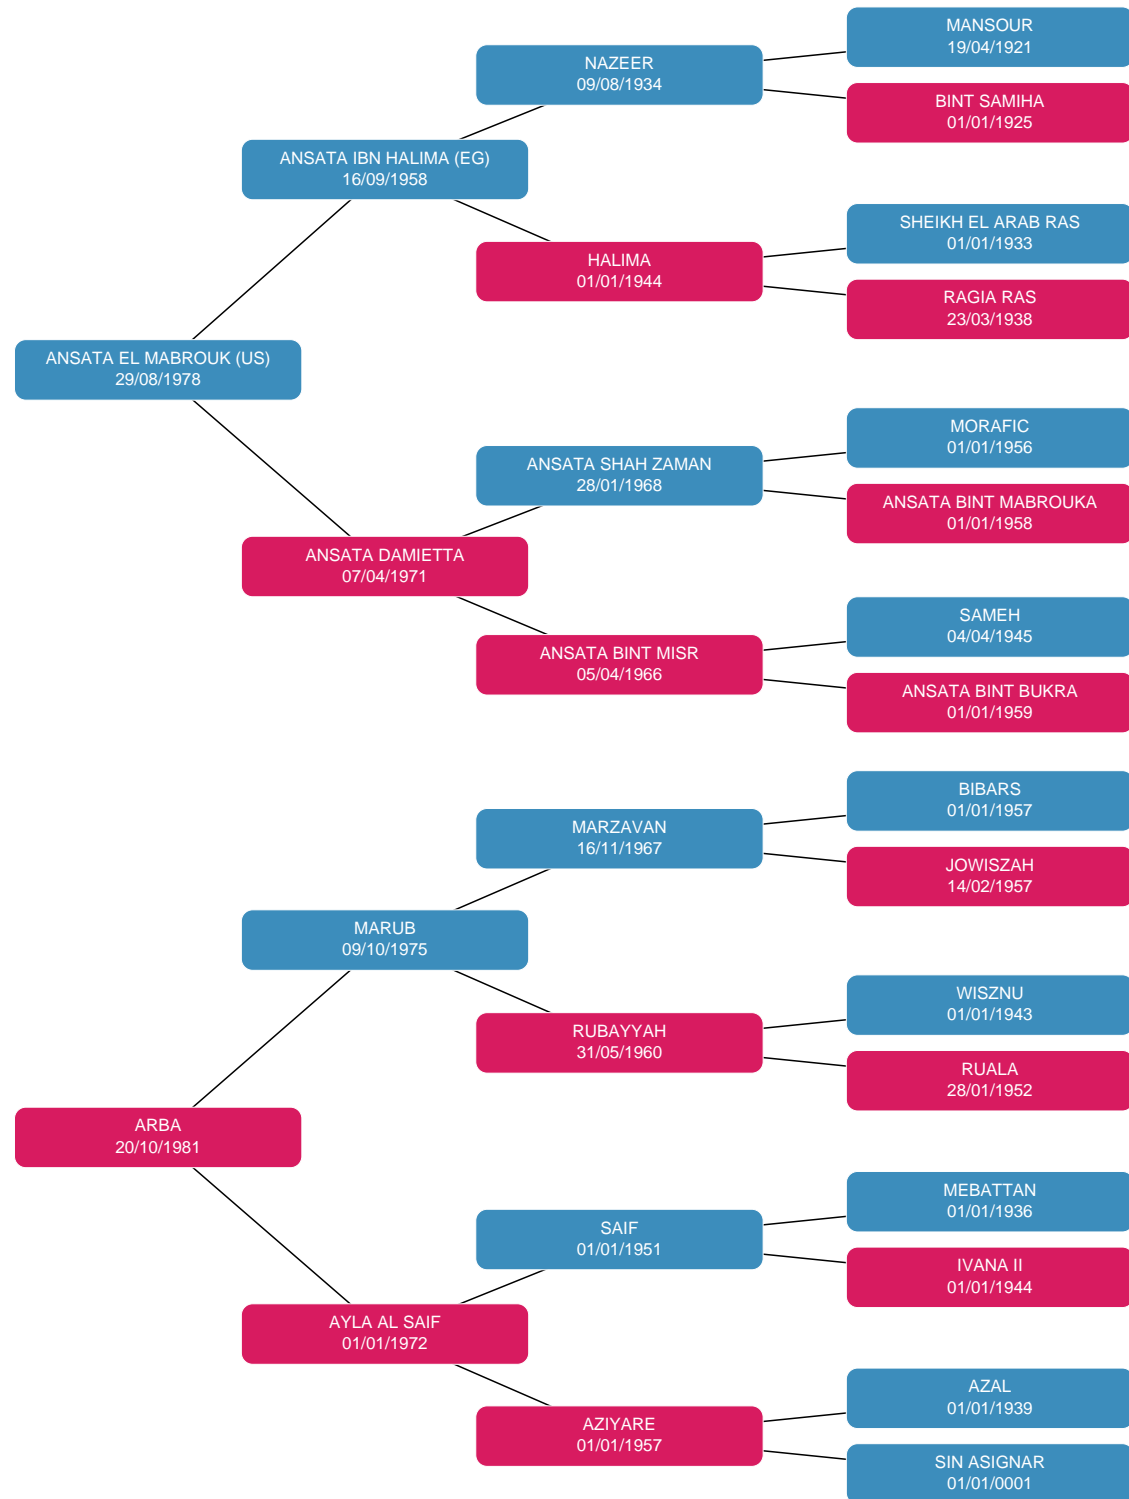 MANSOUR
19/04/1921
NAZEER
09/08/1934
BINT SAMIHA
01/01/1925
ANSATA IBN HALIMA (EG)
16/09/1958
SHEIKH EL ARAB RAS
01/01/1933
HALIMA
01/01/1944
RAGIA RAS
23/03/1938
ANSATA EL MABROUK (US)
29/08/1978
MORAFIC
01/01/1956
ANSATA SHAH ZAMAN
28/01/1968
ANSATA BINT MABROUKA
01/01/1958
ANSATA DAMIETTA
07/04/1971
SAMEH
04/04/1945
ANSATA BINT MISR
05/04/1966
ANSATA BINT BUKRA
01/01/1959
BIBARS
01/01/1957
MARZAVAN
16/11/1967
JOWISZAH
14/02/1957
MARUB
09/10/1975
WISZNU
01/01/1943
RUBAYYAH
31/05/1960
RUALA
28/01/1952
ARBA
20/10/1981
MEBATTAN
01/01/1936
SAIF
01/01/1951
IVANA II
01/01/1944
AYLA AL SAIF
01/01/1972
AZAL
01/01/1939
AZIYARE
01/01/1957
SIN ASIGNAR
01/01/0001